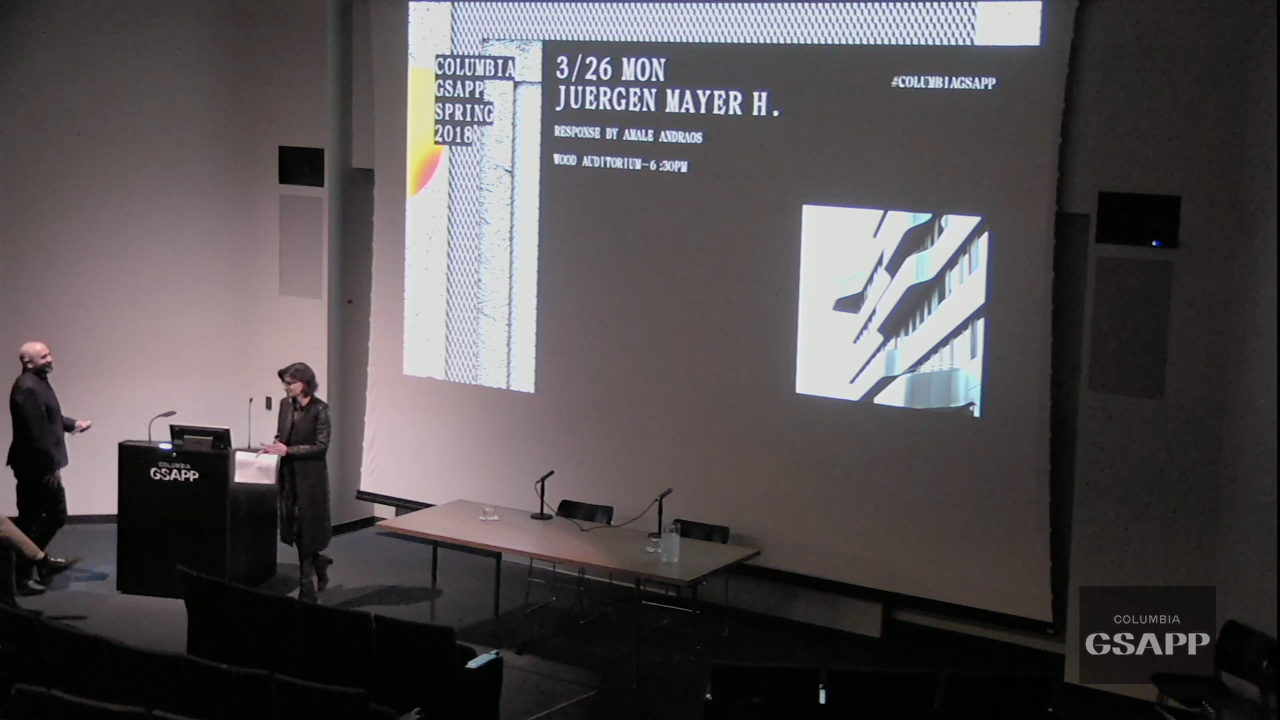 COLUMBIA
GSAPP
SPRING
2018
3/26 MON
JUERGEN MAYER H.
RESPONSE BY AMALE ANDRAOS
WOOD AUDITORIUM-6:30PM
#COLUMBIAGSAPP
COLUMBIA
GSAPP
COLUMBIA
GSAPP